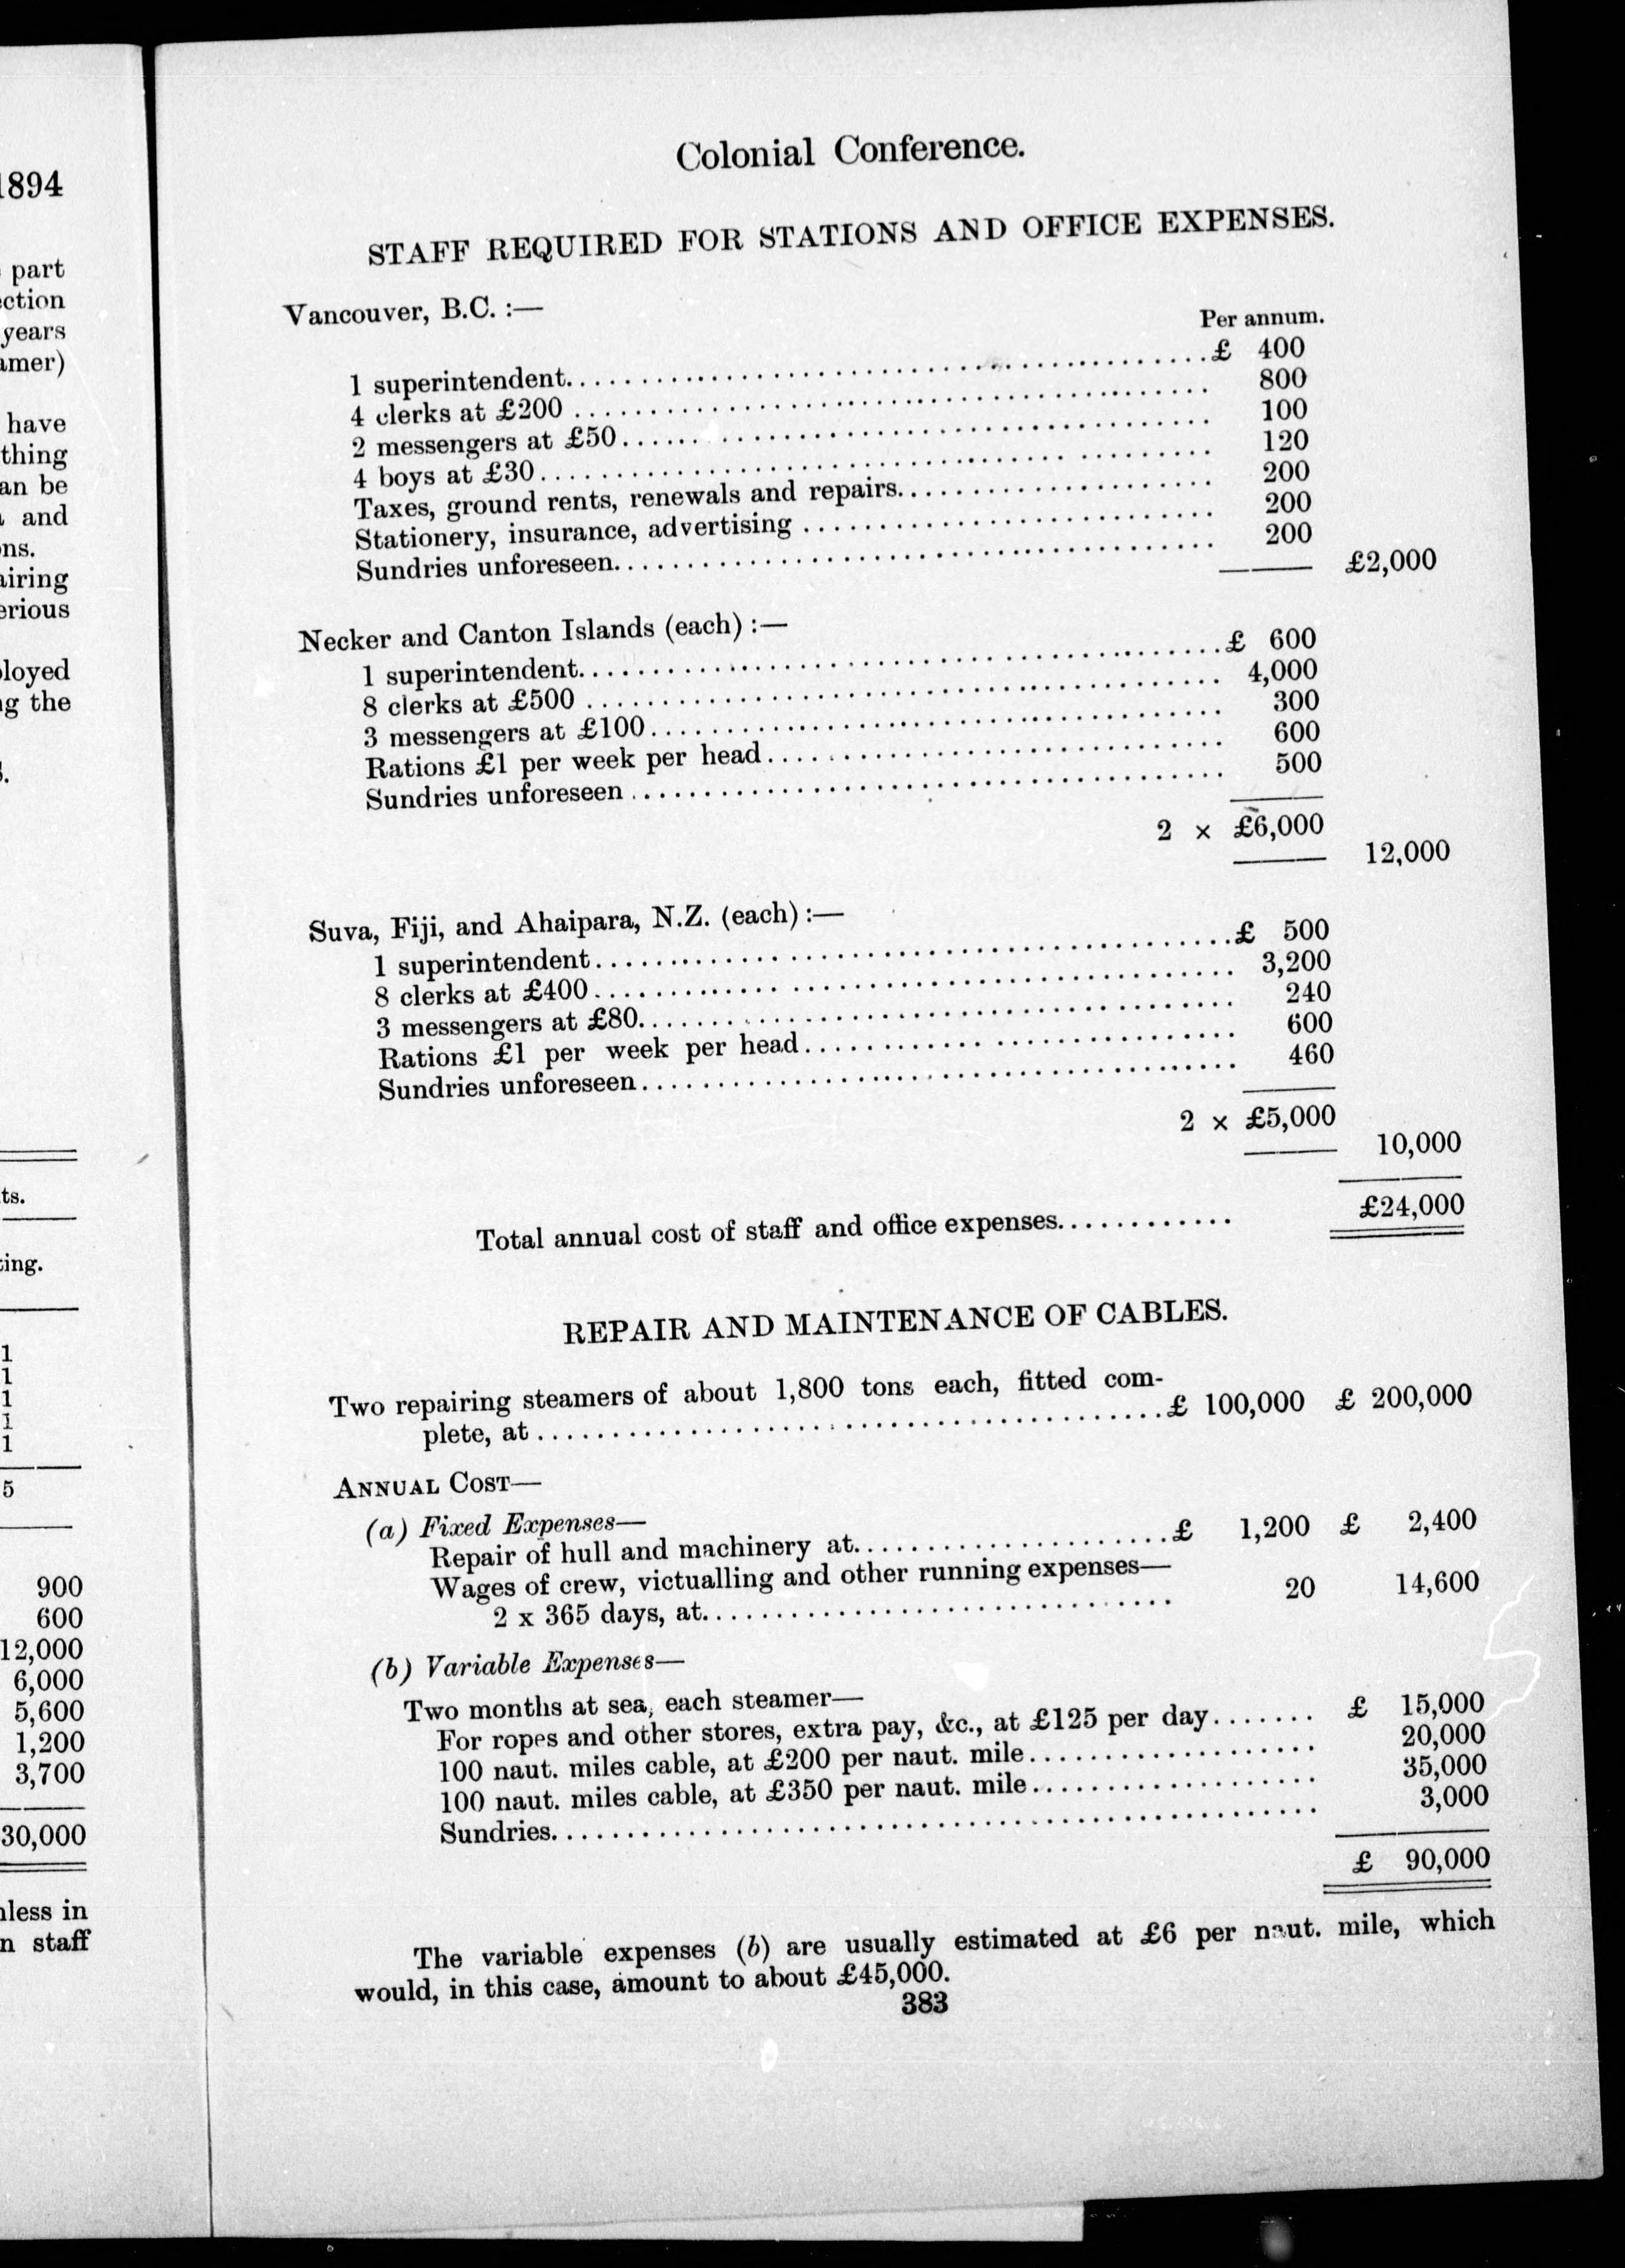 1894
part
ction
years
amer)
have
thing
an be
and
ns.
airing
erious
ployed
g the
ts.
ing.
1
1
1
1
1
5
900
600
12,000
6,000
5,600
1,200
3,700
30,000
less in
n staff
Colonial Conference.
STAFF REQUIRED FOR STATIONS AND OFFICE EXPENSES.
Vancouver, B.C. :—
Per annum.
1 superintendent. . . . . . . . . . £ 400
4 clerks at £200 . . . . . . . . . . 800
2 messengers at £50. . . . . . . . . . 100
4 boys at £30. . . . . . . . . . 120
Taxes, ground rents, renewals and repairs. . . . . . . . . . 200
Stationery, insurance, advertising . . . . . . . . . . 200
Sundries unforeseen. . . . . . . . . . 200
£2,000
Necker and Canton Islands (each) :—
1 superintendent. . . . . . . . . . £ 600
8 clerks at £500 . . . . . . . . . . 4,000
3 messengers at £100. . . . . . . . . . 300
Rations £1 per week per head. . . . . . . . . . 600
Sundries unforeseen . . . . . . . . . . 500
2 × £6,000
12,000
Suva, Fiji, and Ahaipara, N.Z. (each) :—
1 superintendent. . . . . . . . . . £ 500
8 clerks at £400. . . . . . . . . . 3,200
3 messengers at £80. . . . . . . . . . 240
Rations £1 per week per head. . . . . . . . . . 600
Sundries unforeseen. . . . . . . . . . 460
2 × £5,000
10,000
Total annual cost of staff and office expenses. . . . . . . . . . £24,000
REPAIR AND MAINTENANCE OF CABLES.
Two repairing steamers of about 1,800 tons each, fitted com-
plete, at . . . . . . . . . . £ 100,000 £ 200,000
ANNUAL COST—
(a) Fixed Expenses—
Repair of hull and machinery at. . . . . . . . . . £ 1,200 £ 2,400
Wages of crew, victualling and other running expenses—
2 x 365 days, at. . . . . . . . . . 20 14,600
(b) Variable Expenses—
Two months at sea, each steamer—
For ropes and other stores, extra pay, &c., at £125 per day. . . . . . . £ 15,000
100 naut. miles cable, at £200 per naut. mile. . . . . . . . . . 20,000
100 naut. miles cable, at £350 per naut. mile. . . . . . . . . . 35,000
Sundries. . . . . . . . . . 3,000
£ 90,000
The variable expenses (b) are usually estimated at £6 per naut. mile, which
would, in this case, amount to about £45,000.
383